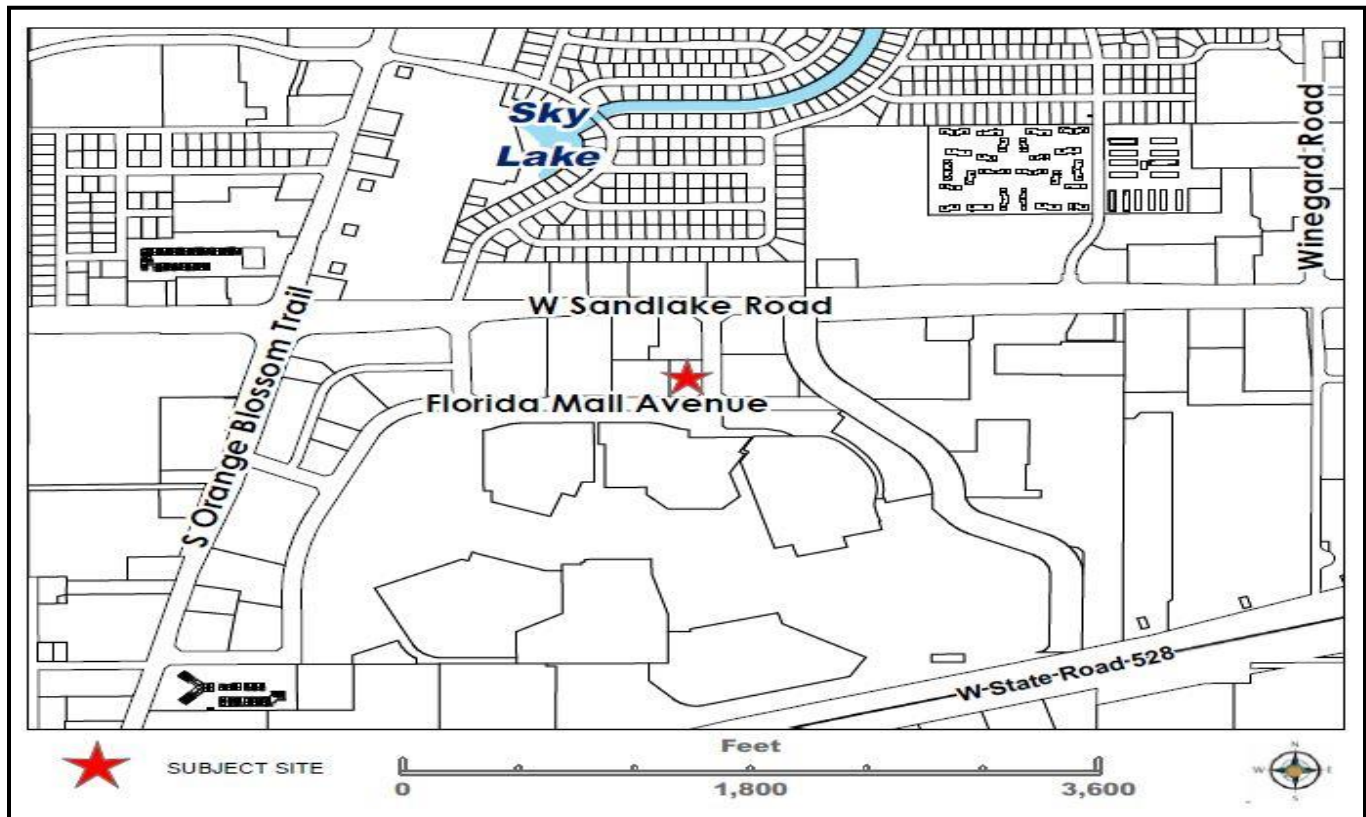 Sky
Lake
Winegard Road
W Sandlake Road
S Orange Blossom Trail
Florida Mall Avenue
W State Road 528
SUBJECT SITE
Feet
0
1,800
3,600
N
W
E
S